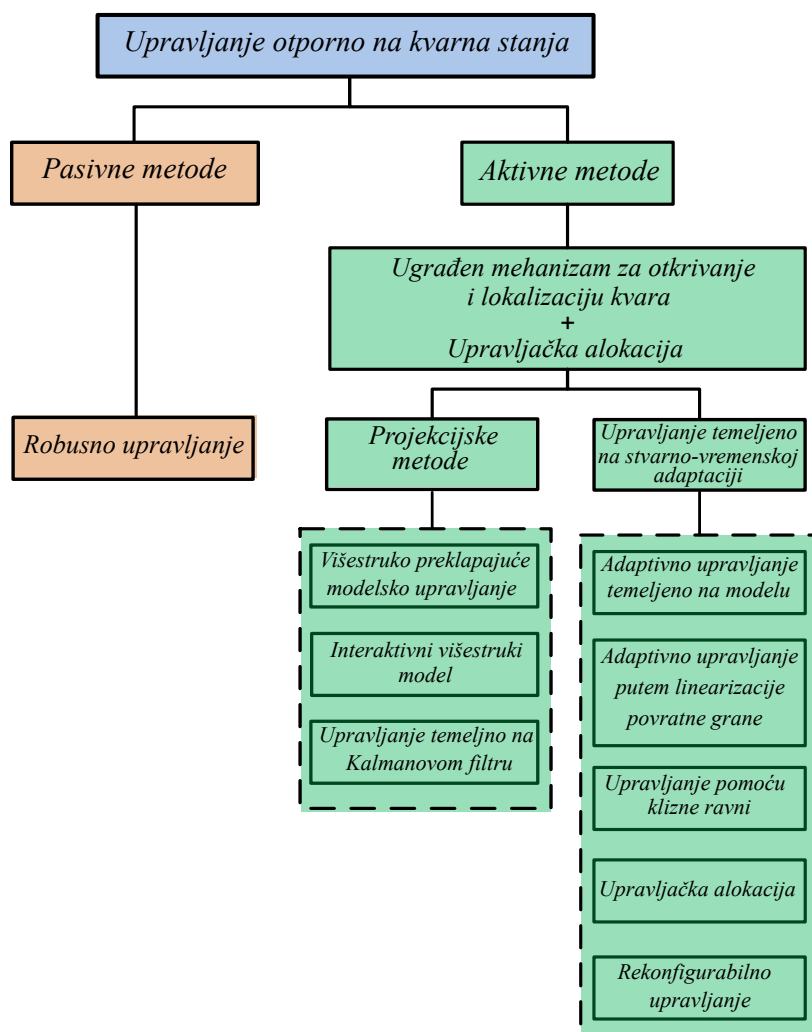 Upravljanje otporno na kvarna stanja
Pasivne metode
Aktivne metode
Ugrađen mehanizam za otkrivanje
i lokalizaciju kvara
+
Upravljačka alokacija
Robusno upravljanje
Projekcijske
metode
Upravljanje temeljeno
na stvarno-vremenskoj
adaptaciji
Višestruko preklapajuće
modelsko upravljanje
Interaktivni višestruki
model
Upravljanje temeljno na
Kalmanovom filtru
Adaptivno upravljanje
temeljeno na modelu
Adaptivno upravljanje
putem linearizacije
povratne grane
Upravljanje pomoću
klizne ravni
Upravljačka alokacija
Rekonfigurabilno
upravljanje